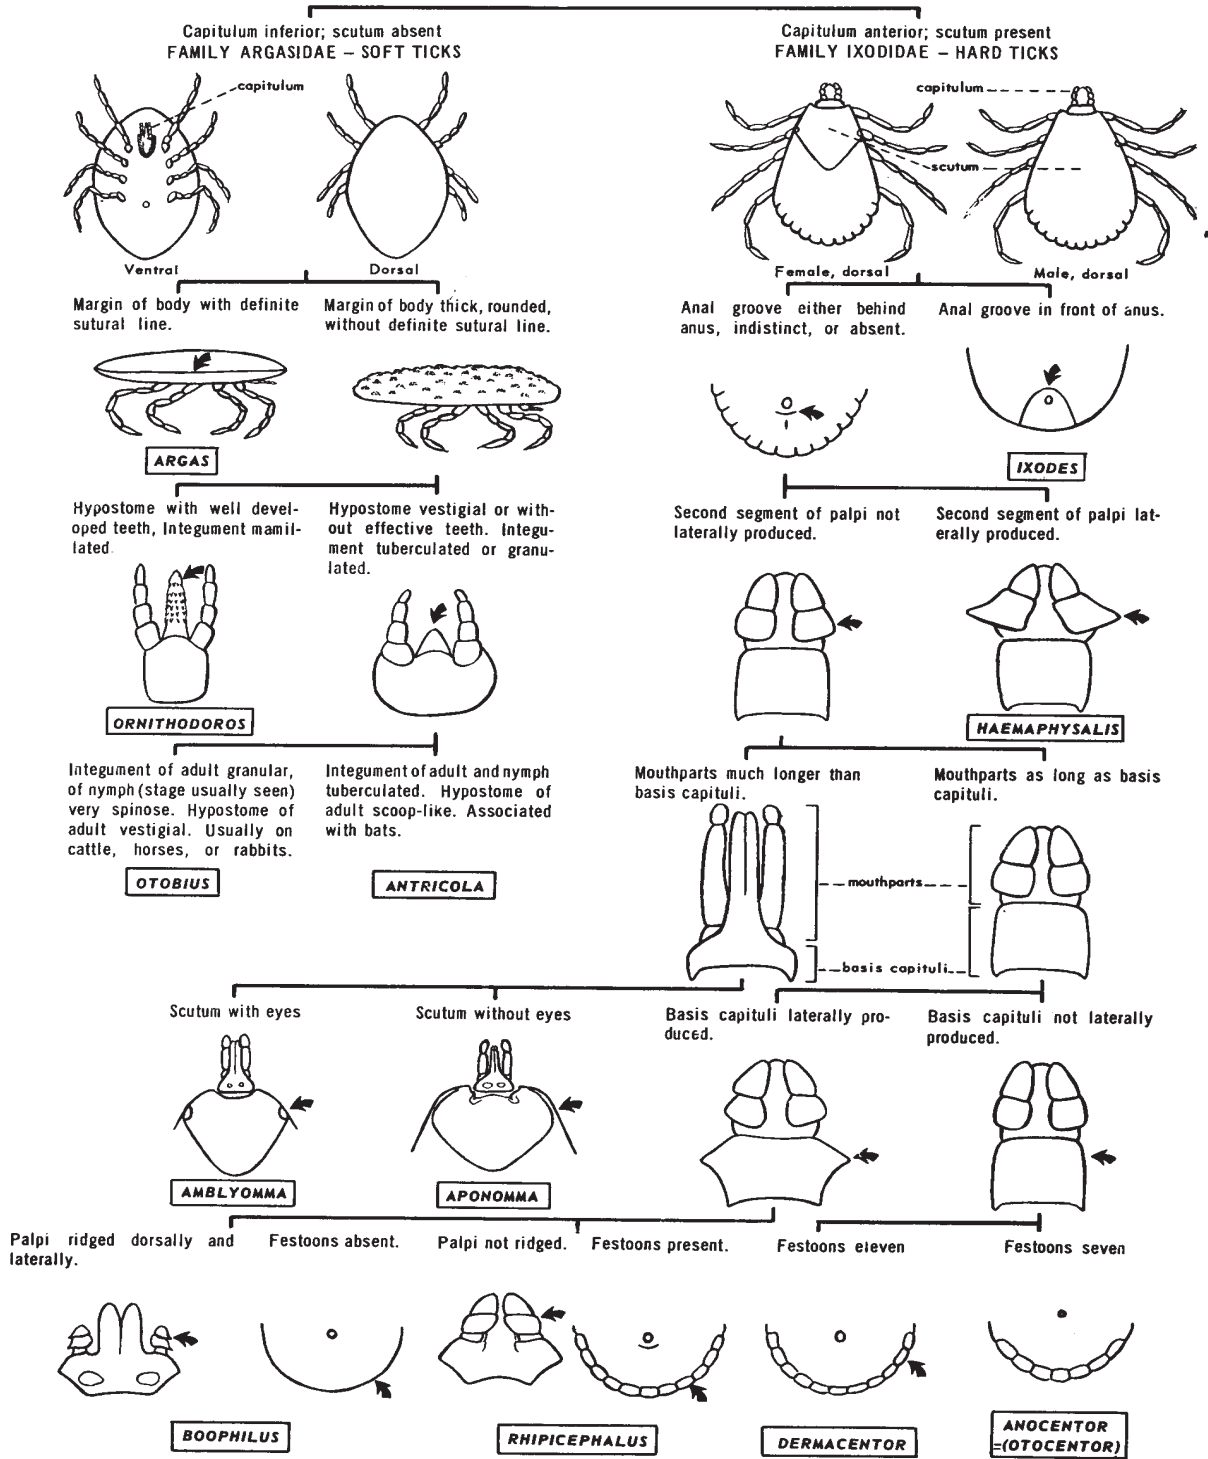 Capitulum inferior; scutum absent
FAMILY ARGASIDAE – SOFT TICKS
Capitulum anterior; scutum present
FAMILY IXODIDAE – HARD TICKS
capitulum
capitulum
scutum
Ventral
Dorsal
Female, dorsal
Male, dorsal
Margin of body with definite
sutural line.
Margin of body thick, rounded,
without definite sutural line.
Anal groove either behind
anus, indistinct, or absent.
Anal groove in front of anus.
ARGAS
IXODES
Hypostome with well devel-
oped teeth, Integument mamil-
lated
Hypostome vestigial or with-
out effective teeth. Integu-
ment tuberculated or granu-
lated.
Second segment of palpi not
laterally produced.
Second segment of palpi lat-
erally produced.
ORNITHODOROS
HAEMAPHYSALIS
Integument of adult granular,
of nymph (stage usually seen)
very spinose. Hypostome of
adult vestigial. Usually on
cattle, horses, or rabbits.
Integument of adult and nymph
tuberculated. Hypostome of
adult scoop-like. Associated
with bats.
Mouthparts much longer than
basis capituli.
Mouthparts as long as basis
capituli.
OTOBIUS
ANTRICOLA
mouthparts
basis capituli
Scutum with eyes
Scutum without eyes
Basis capituli laterally pro-
duced.
Basis capituli not laterally
produced.
AMBLYOMMA
APONOMMA
Palpi ridged dorsally and
laterally.
Festoons absent.
Palpi not ridged.
Festoons present.
Festoons eleven
Festoons seven
BOOPHILUS
RHIPICEPHALUS
DERMACENTOR
ANOCENTOR
=(OTOCENTOR)